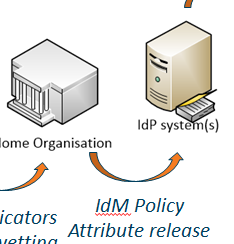 IdP system(s)
ome Organisation
IdM Policy
icators Attribute release
vetting